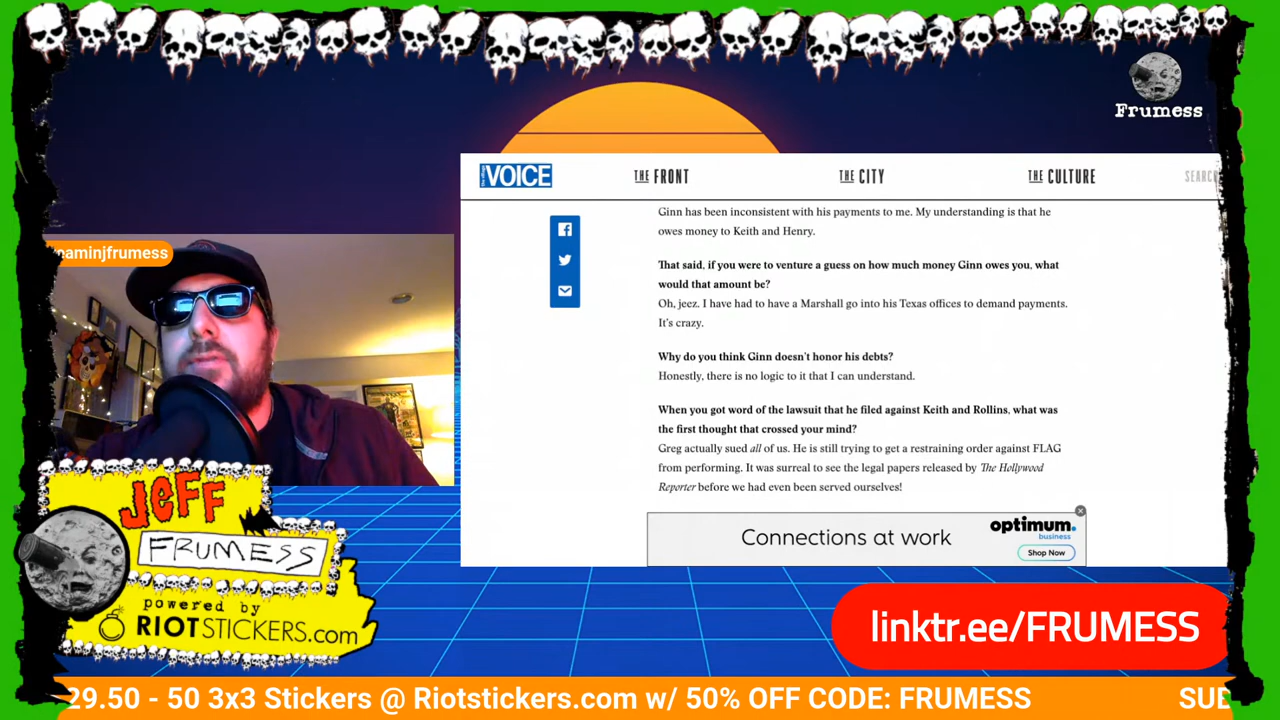 Frumess
the village VOICE
THE FRONT
THE CITY
THE CULTURE
SEARC
Ginn has been inconsistent with his payments to me. My understanding is that he
owes money to Keith and Henry.
That said, if you were to venture a guess on how much money Ginn owes you, what
would that amount be?
Oh, jeez. I have had to have a Marshall go into his Texas offices to demand payments.
It's crazy.
Why do you think Ginn doesn't honor his debts?
Honestly, there is no logic to it that I can understand.
When you got word of the lawsuit that he filed against Keith and Rollins, what was
the first thought that crossed your mind?
Greg actually sued all of us. He is still trying to get a restraining order against FLAG
from performing. It was surreal to see the legal papers released by The Hollywood
Reporter before we had even been served ourselves!
Connections at work
optimum.
business
Shop Now
eaminjfrumess
JEFF
FRUMESS
powered by
RIOTSTICKERS.com
linktr.ee/FRUMESS
29.50 - 50 3x3 Stickers @ Riotstickers.com w/ 50% OFF CODE: FRUMESS
SUB